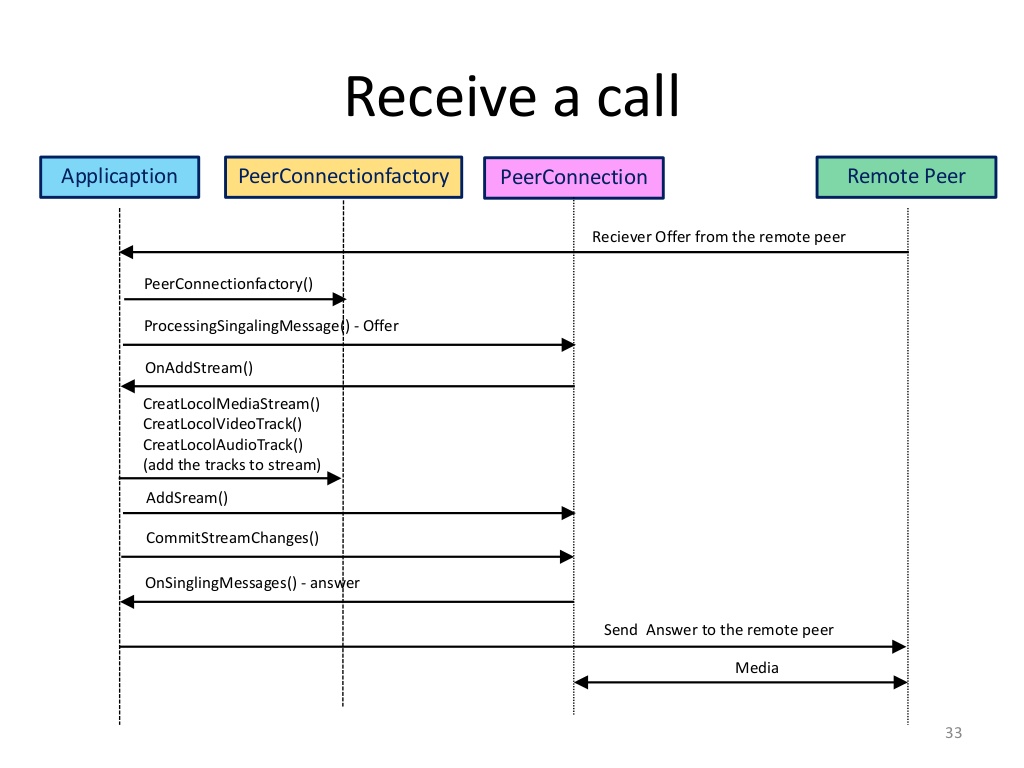 Receive a call
Applicaption
PeerConnectionfactory
PeerConnection
Remote Peer
Reciever Offer from the remote peer
PeerConnectionfactory()
ProcessingSingalingMessage() - Offer
OnAddStream()
CreatLocolMediaStream()
CreatLocolVideoTrack()
CreatLocolAudioTrack()
(add the tracks to stream)
AddSream()
CommitStreamChanges()
OnSinglingMessages() - answer
Send  Answer to the remote peer
Media
33